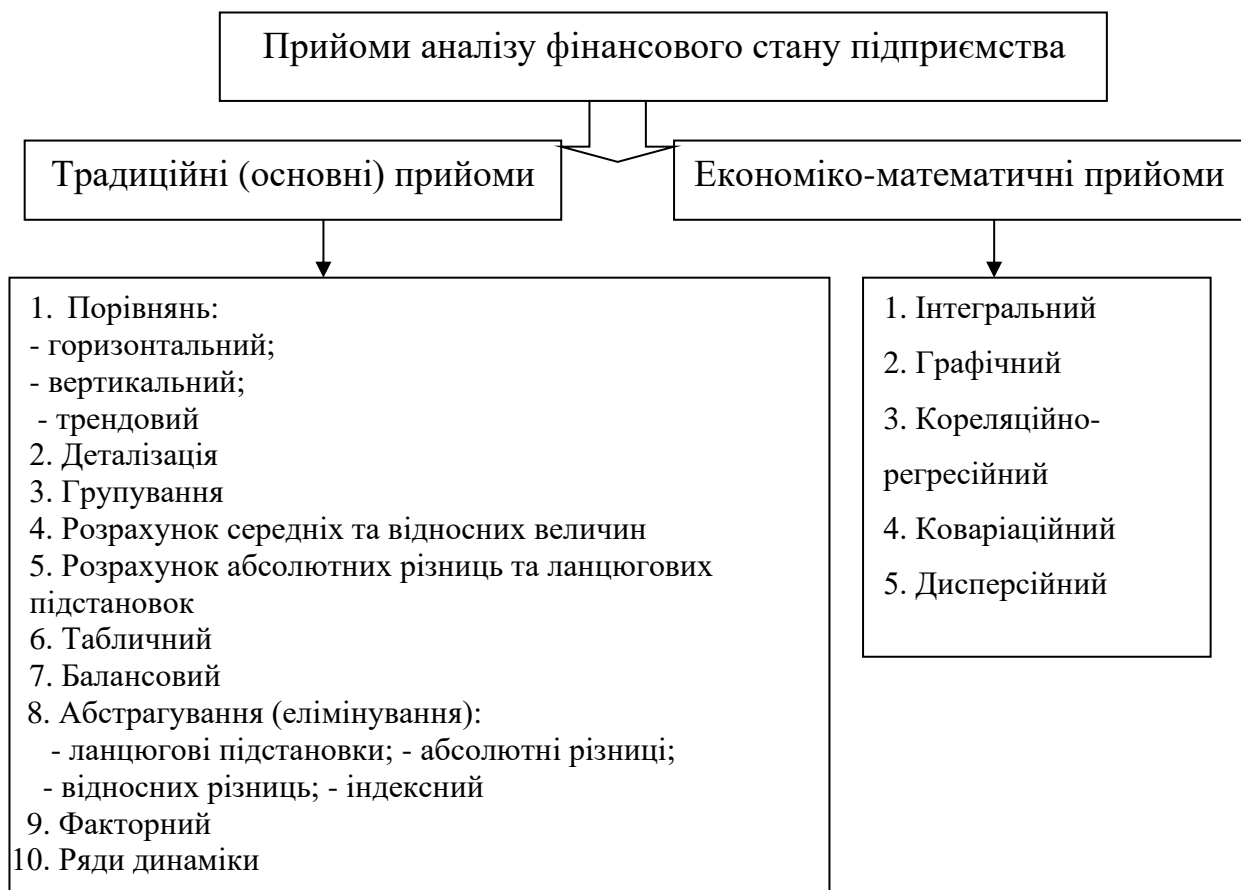 Прийоми аналізу фінансового стану підприємства
Традиційні (основні) прийоми
Економіко-математичні прийоми
1. Порівнянь:
- горизонтальний;
- вертикальний;
- трендовий
2. Деталізація
3. Групування
4. Розрахунок середніх та відносних величин
5. Розрахунок абсолютних різниць та ланцюгових
підстановок
6. Табличний
7. Балансовий
8. Абстрагування (елімінування):
- ланцюгові підстановки; - абсолютні різниці;
- відносних різниць; - індексний
9. Факторний
10. Ряди динаміки
1. Інтегральний
2. Графічний
3. Кореляційно-
регресійний
4. Коваріаційний
5. Дисперсійний